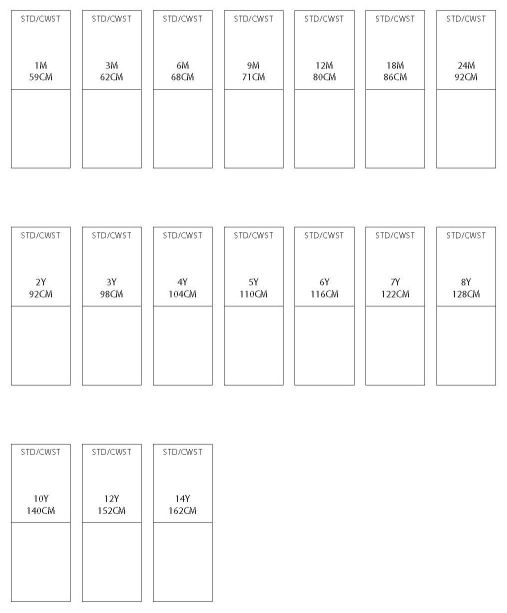 STD/CWST STD/CWST STD/CWST STD/CWST STD/CWST STD/CWST STD/CWST
1M 3M 6M 9M 12M 18M 24M
59CM 62CM 68CM 71CM 80CM 86CM 92CM
STD/CWST STD/CWST STD/CWST STD/CWST STD/CWST STD/CWST STD/CWST
2Y 3Y 4Y 5Y 6Y 7Y 8Y
92CM 98CM 104CM 110CM 116CM 122CM 128CM
STD/CWST STD/CWST STD/CWST
10Y 12Y 14Y
140CM 152CM 162CM